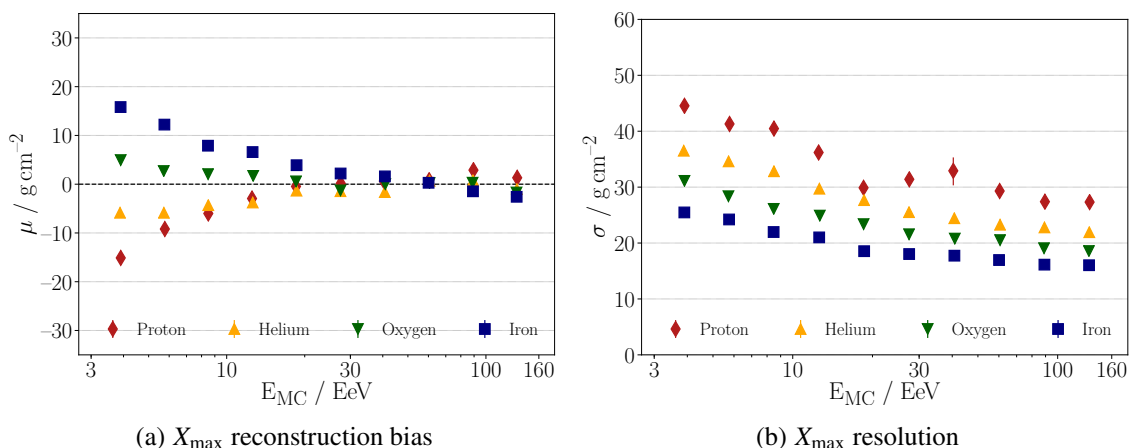 30
20
10
0
−10
−20
−30
μ / g cm⁻²
Proton Helium Oxygen Iron
3 10 30 100 160
E_MC / EeV
(a) X_max reconstruction bias
60
50
40
30
20
10
0
σ / g cm⁻²
Proton Helium Oxygen Iron
3 10 30 100 160
E_MC / EeV
(b) X_max resolution